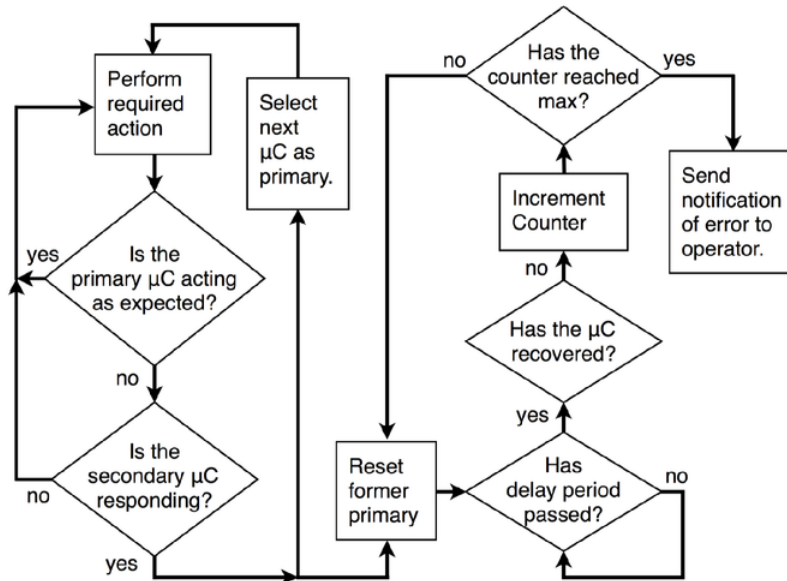 Perform
required
action
Is the
primary µC acting
as expected?
yes
no
Is the
secondary µC
responding?
no
yes
Select
next
µC as
primary.
Reset
former
primary
Has
delay period
passed?
no
yes
Has the µC
recovered?
no
Increment
Counter
Has the
counter reached
max?
no
yes
Send
notification
of error to
operator.